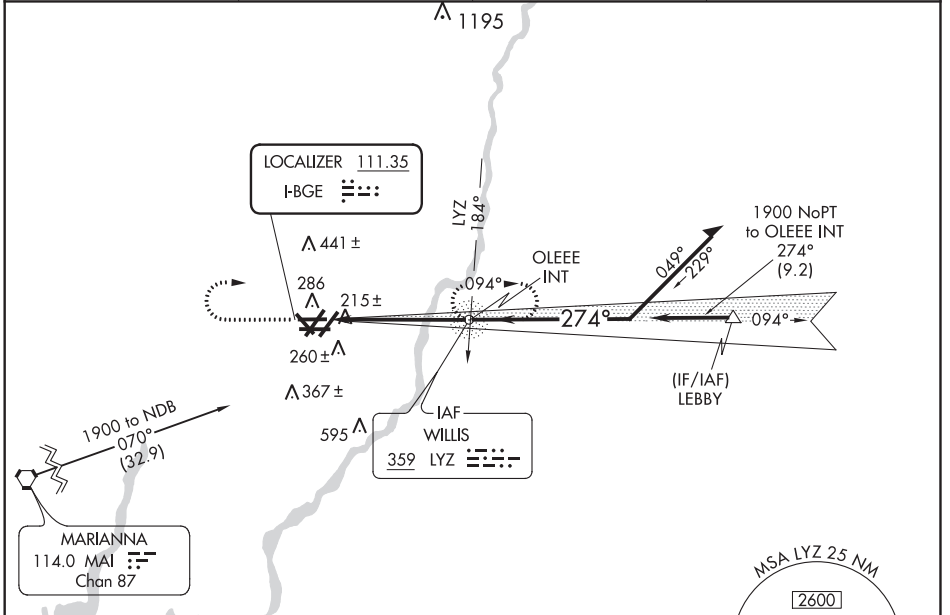 1195
LOCALIZER 111.35
I-BGE
LYZ
184°
441 ±
286
215 ±
260 ±
367 ±
595
094°
OLEEE
INT
049°
229°
1900 NoPT
to OLEEE INT
274°
(9.2)
274°
094°
(IF/IAF)
LEBBY
IAF
WILLIS
359 LYZ
1900 to NDB
070°
(32.9)
MARIANNA
114.0 MAI
Chan 87
MSA LYZ 25 NM
2600